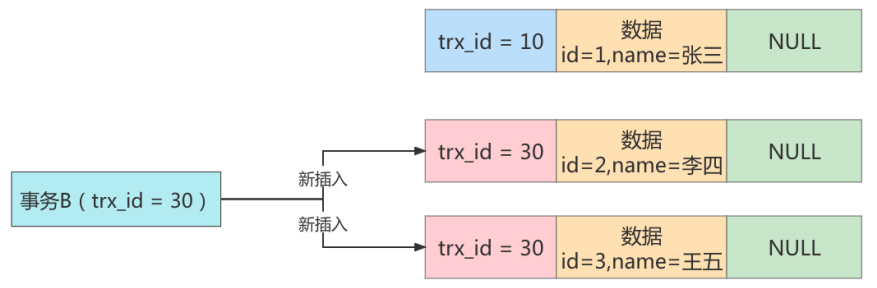 trx_id = 10
数据
id=1,name=张三
NULL
trx_id = 30
数据
id=2,name=李四
NULL
新插入
事务B（trx_id = 30）
新插入
trx_id = 30
数据
id=3,name=王五
NULL